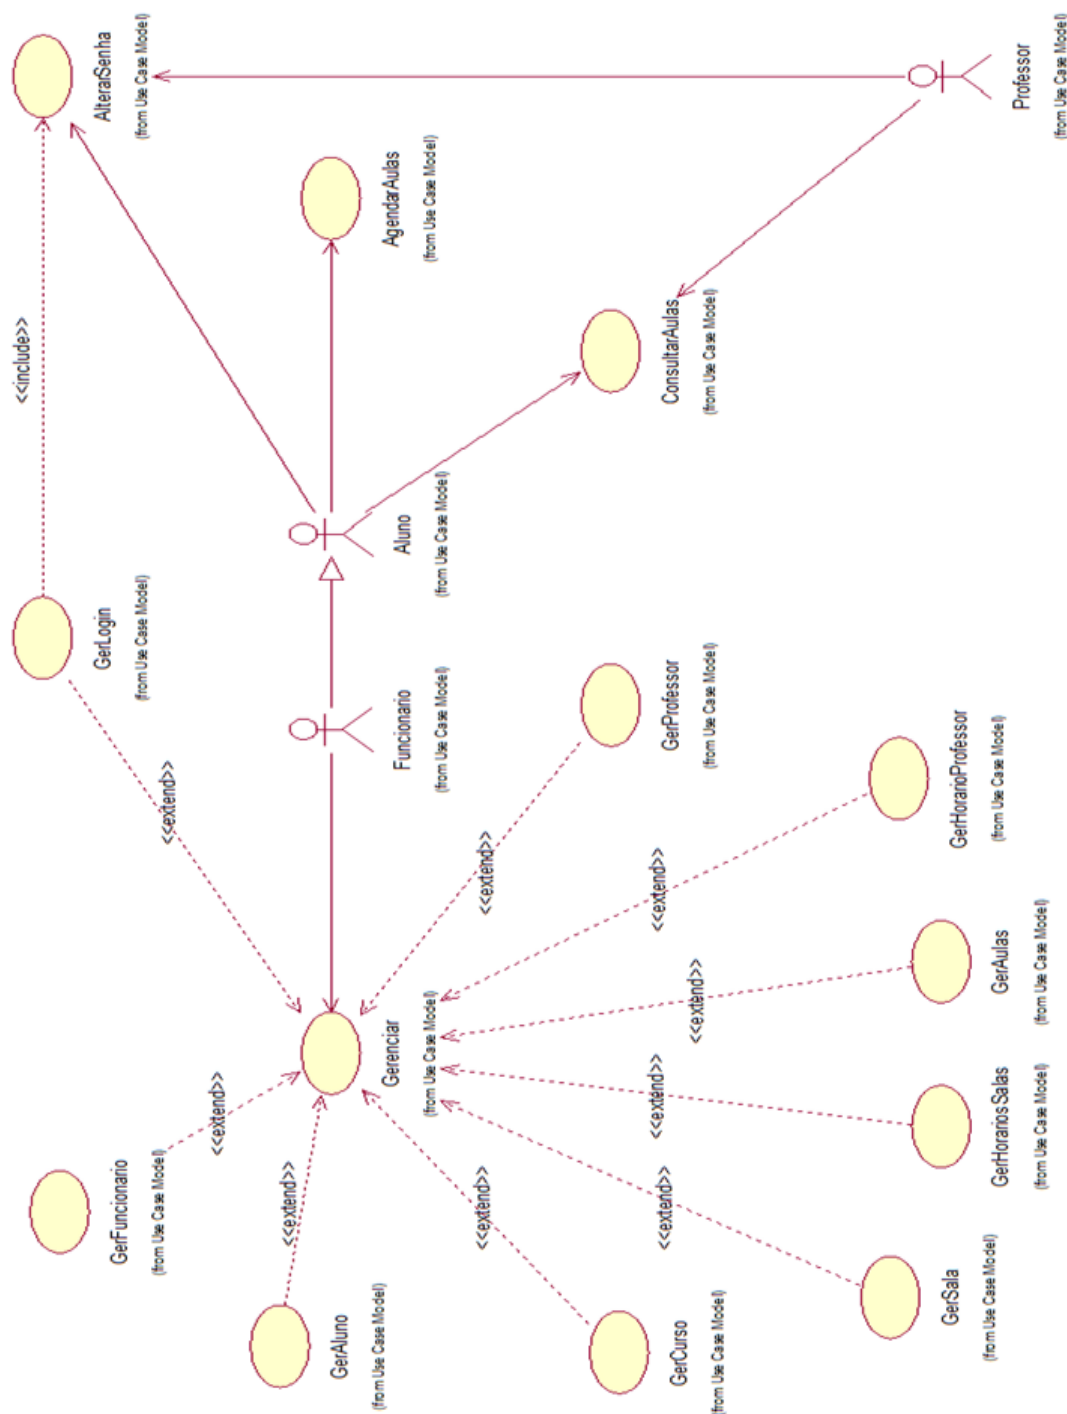 GerFuncionario
(from Use Case Model)
<<extend>>
GerLogin
(from Use Case Model)
<<extend>>
<<include>>
AlterarSenha
(from Use Case Model)
GerAluno
(from Use Case Model)
<<extend>>
Gerenciar
(from Use Case Model)
Funcionario
(from Use Case Model)
Aluno
(from Use Case Model)
AgendarAulas
(from Use Case Model)
GerCurso
(from Use Case Model)
<<extend>>
GerProfessor
(from Use Case Model)
<<extend>>
ConsultarAulas
(from Use Case Model)
GerSala
(from Use Case Model)
<<extend>>
GerHorariosSalas
(from Use Case Model)
<<extend>>
GerAulas
(from Use Case Model)
<<extend>>
GerHorarioProfessor
(from Use Case Model)
<<extend>>
Professor
(from Use Case Model)